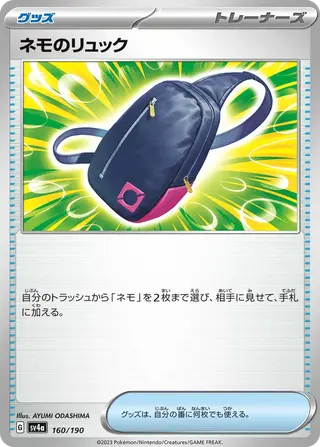 グッズ
トレーナーズ
ネモのリュック
自分のトラッシュから「ネモ」を2枚まで選び、相手に見せて、手札
に加える。
Illus. AYUMI ODASHIMA
G sv4a 160/190
グッズは、自分の番に何枚でも使える。
©2023 Pokémon/Nintendo/Creatures/GAME FREAK.